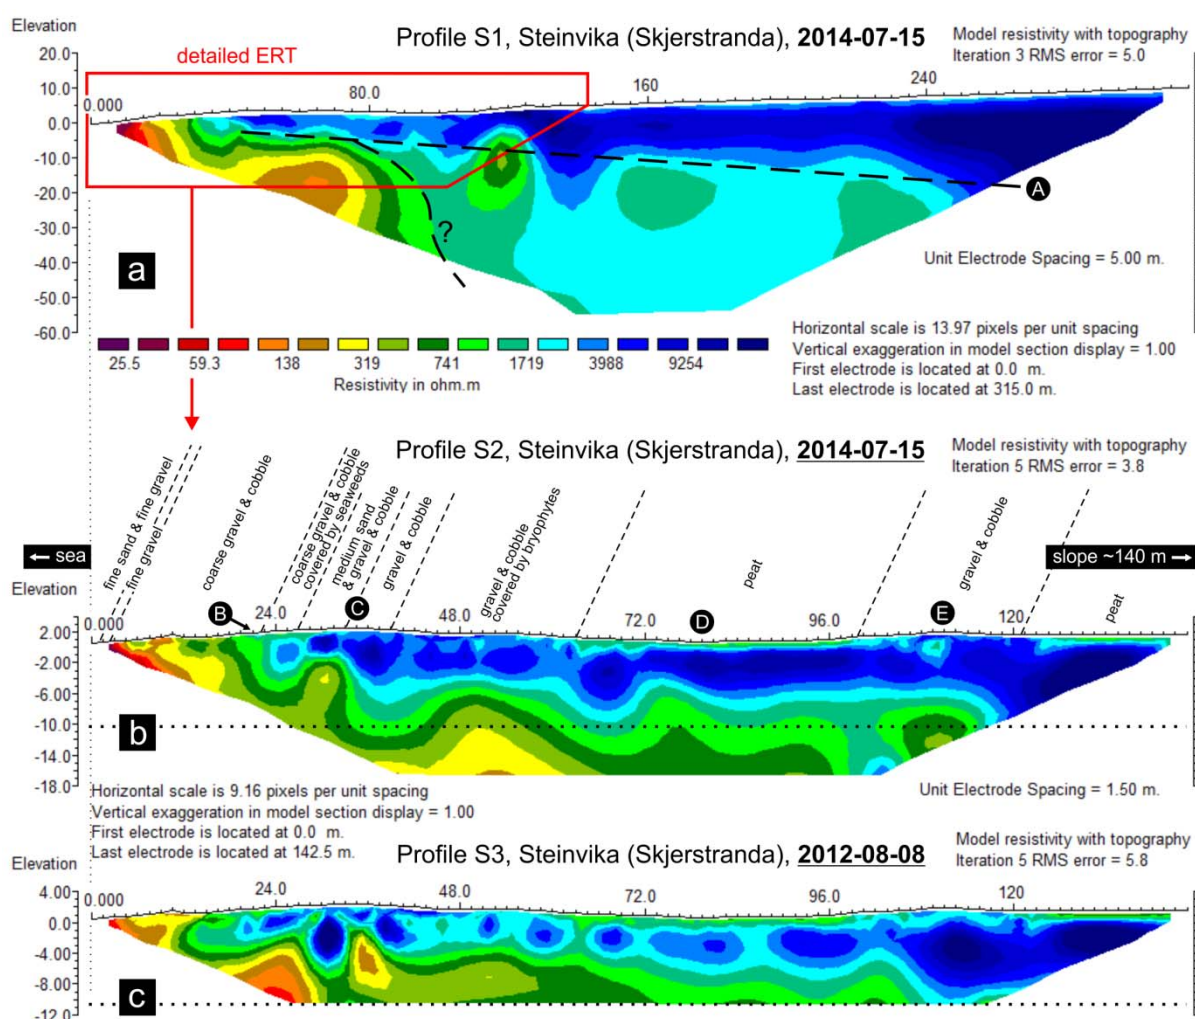 Elevation
Profile S1, Steinvika (Skjerstranda), 2014-07-15
Model resistivity with topography
Iteration 3 RMS error = 5.0
detailed ERT
20.0
10.0
0.0
-10.0
-20.0
-30.0
-40.0
-50.0
-60.0
0.000
80.0
160
240
A
?
a
Unit Electrode Spacing = 5.00 m.
25.5
59.3
138
319
741
1719
3988
9254
Resistivity in ohm.m
Horizontal scale is 13.97 pixels per unit spacing
Vertical exaggeration in model section display = 1.00
First electrode is located at 0.0 m.
Last electrode is located at 315.0 m.
Profile S2, Steinvika (Skjerstranda), 2014-07-15
Model resistivity with topography
Iteration 5 RMS error = 3.8
← sea
fine sand & fine gravel
fine gravel
coarse gravel & cobble
coarse gravel & cobble
covered by seaweeds
medium sand
& gravel & cobble
gravel & cobble
gravel & cobble
covered by bryophytes
peat
gravel & cobble
slope ~140 m →
peat
Elevation
B
C
D
E
2.00
-2.00
-6.00
-10.0
-14.0
-18.0
0.000
24.0
48.0
72.0
96.0
120
b
Horizontal scale is 9.16 pixels per unit spacing
Vertical exaggeration in model section display = 1.00
First electrode is located at 0.0 m.
Last electrode is located at 142.5 m.
Unit Electrode Spacing = 1.50 m.
Elevation
Profile S3, Steinvika (Skjerstranda), 2012-08-08
Model resistivity with topography
Iteration 5 RMS error = 5.8
4.00
0.0
-4.00
-8.00
-12.0
0.000
24.0
48.0
72.0
96.0
120
c